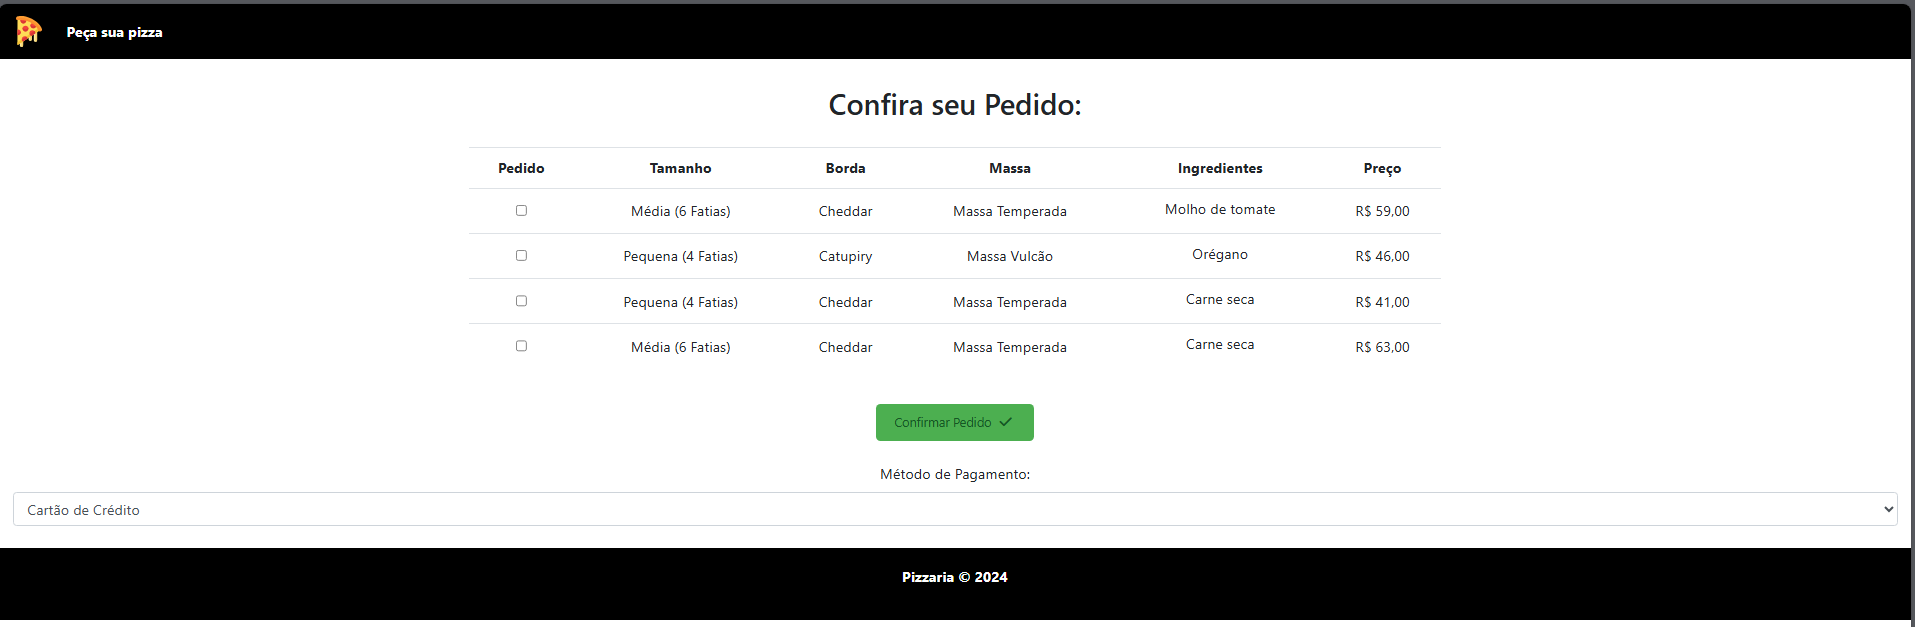 Peça sua pizza
Confira seu Pedido:
Pedido Tamanho Borda Massa Ingredientes Preço
Média (6 Fatias) Cheddar Massa Temperada Molho de tomate R$ 59,00
Pequena (4 Fatias) Catupiry Massa Vulcão Orégano R$ 46,00
Pequena (4 Fatias) Cheddar Massa Temperada Carne seca R$ 41,00
Média (6 Fatias) Cheddar Massa Temperada Carne seca R$ 63,00
Confirmar Pedido
Método de Pagamento:
Cartão de Crédito
Pizzaria © 2024